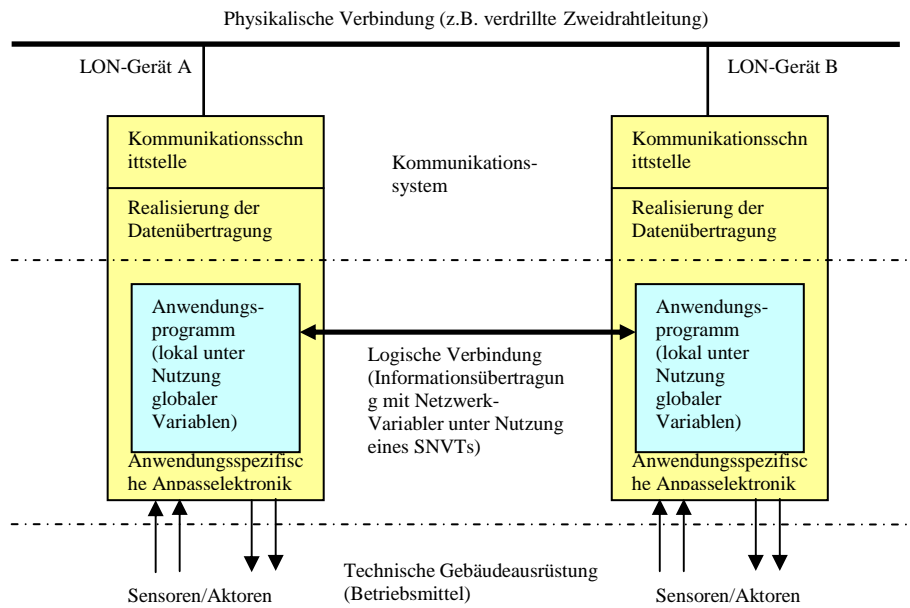 Physikalische Verbindung (z.B. verdrillte Zweidrahtleitung)
LON-Gerät A
LON-Gerät B
Kommunikationsschn
ittstelle
Realisierung der
Datenübertragung
Anwendungs-
programm
(lokal unter
Nutzung
globaler
Variablen)
Anwendungsspezifisc
he Anpasselektronik
Kommunikations-
system
Logische Verbindung
(Informationsübertragun
g mit Netzwerk-
Variabler unter Nutzung
eines SNVTs)
Kommunikationsschn
ittstelle
Realisierung der
Datenübertragung
Anwendungs-
programm
(lokal unter
Nutzung
globaler
Variablen)
Anwendungsspezifisc
he Anpasselektronik
Sensoren/Aktoren
Technische Gebäudeausrüstung
(Betriebsmittel)
Sensoren/Aktoren